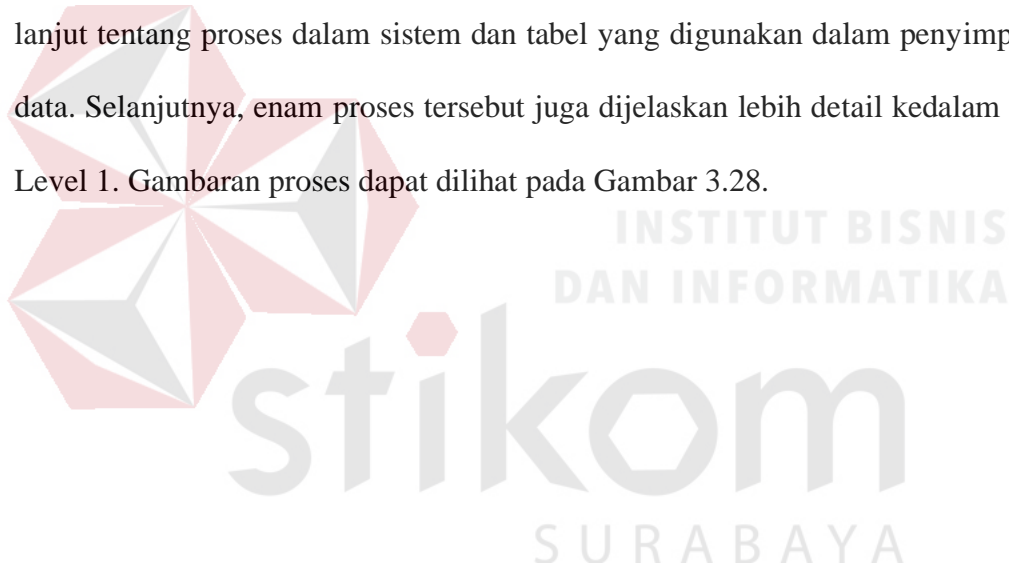 lanjut tentang proses dalam sistem dan tabel yang digunakan dalam penyimp
data. Selanjutnya, enam proses tersebut juga dijelaskan lebih detail kedalam
Level 1. Gambaran proses dapat dilihat pada Gambar 3.28.
INSTITUT BISNIS
DAN INFORMATIKA
stikom
SURABAYA